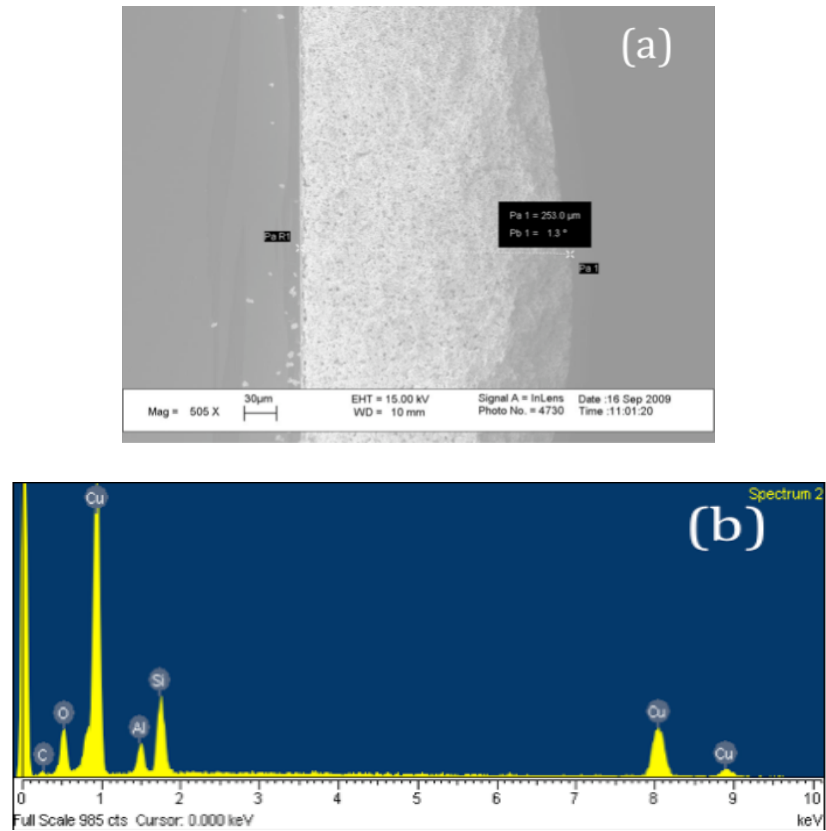 (a)
Pa 1 = 253.0 µm
Pb 1 = 1.3 °
Pa R1
Pa 1
Mag = 505 X
30µm
EHT = 15.00 kV
WD = 10 mm
Signal A = InLens
Photo No. = 4730
Date :16 Sep 2009
Time :11:01:20
Spectrum 2
(b)
Cu
Si
O
Al
C
Cu
Cu
0 1 2 3 4 5 6 7 8 9 10
Full Scale 985 cts Cursor: 0.000 keV
keV